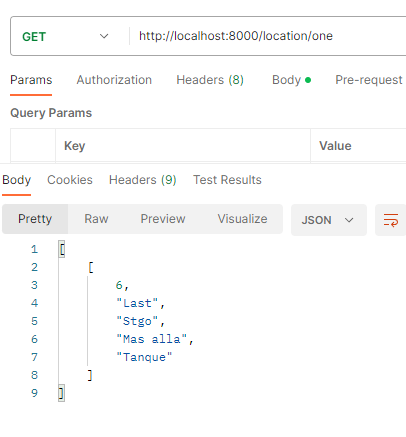 GET http://localhost:8000/location/one
Params Authorization Headers (8) Body Pre-request
Query Params
Key Value
Body Cookies Headers (9) Test Results
Pretty Raw Preview Visualize JSON
1 [
2 [
3 6,
4 "Last",
5 "Stgo",
6 "Mas alla",
7 "Tanque"
8 ]
9 ]